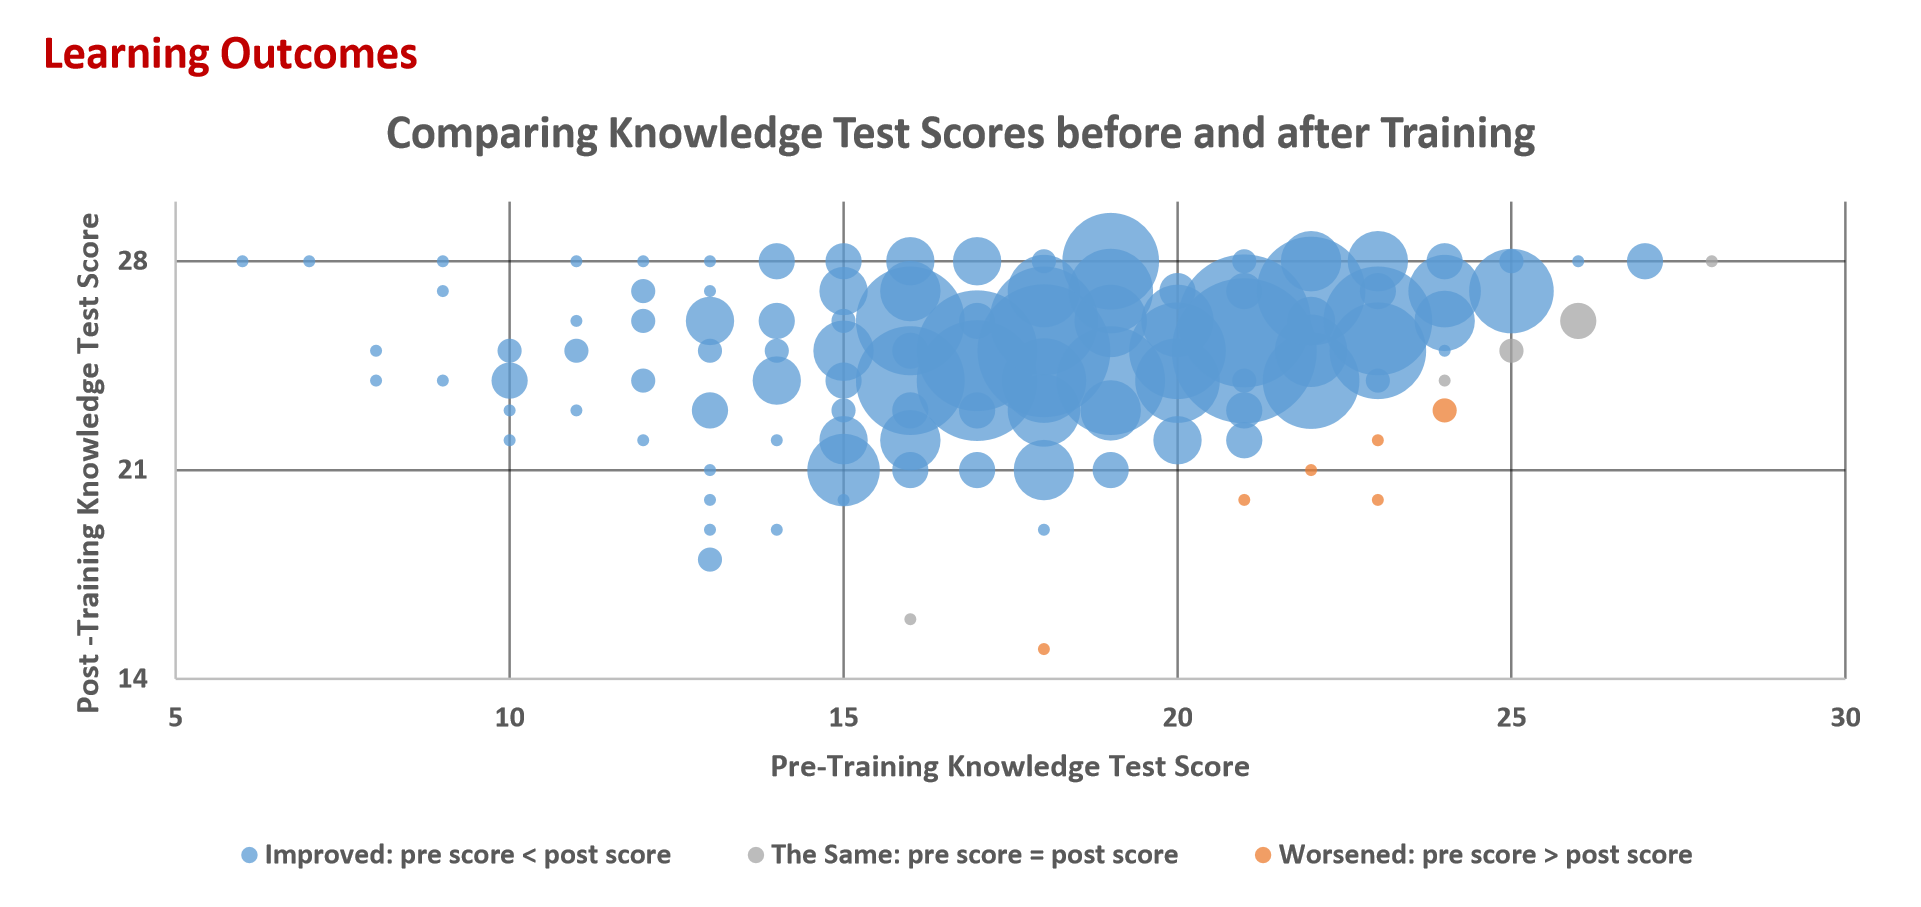 Learning Outcomes
Comparing Knowledge Test Scores before and after Training
Post -Training Knowledge Test Score
28
21
14
5 10 15 20 25 30
Pre-Training Knowledge Test Score
Improved: pre score < post score The Same: pre score = post score Worsened: pre score > post score